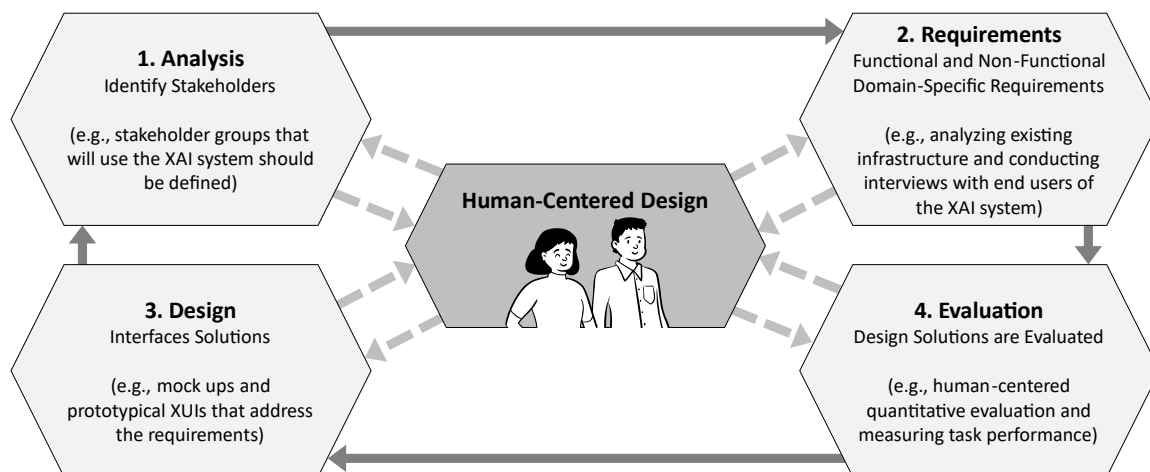 1. Analysis
Identify Stakeholders
(e.g., stakeholder groups that
will use the XAI system should
be defined)
2. Requirements
Functional and Non-Functional
Domain-Specific Requirements
(e.g., analyzing existing
infrastructure and conducting
interviews with end users of
the XAI system)
Human-Centered Design
3. Design
Interfaces Solutions
(e.g., mock ups and
prototypical XUIs that address
the requirements)
4. Evaluation
Design Solutions are Evaluated
(e.g., human-centered
quantitative evaluation and
measuring task performance)